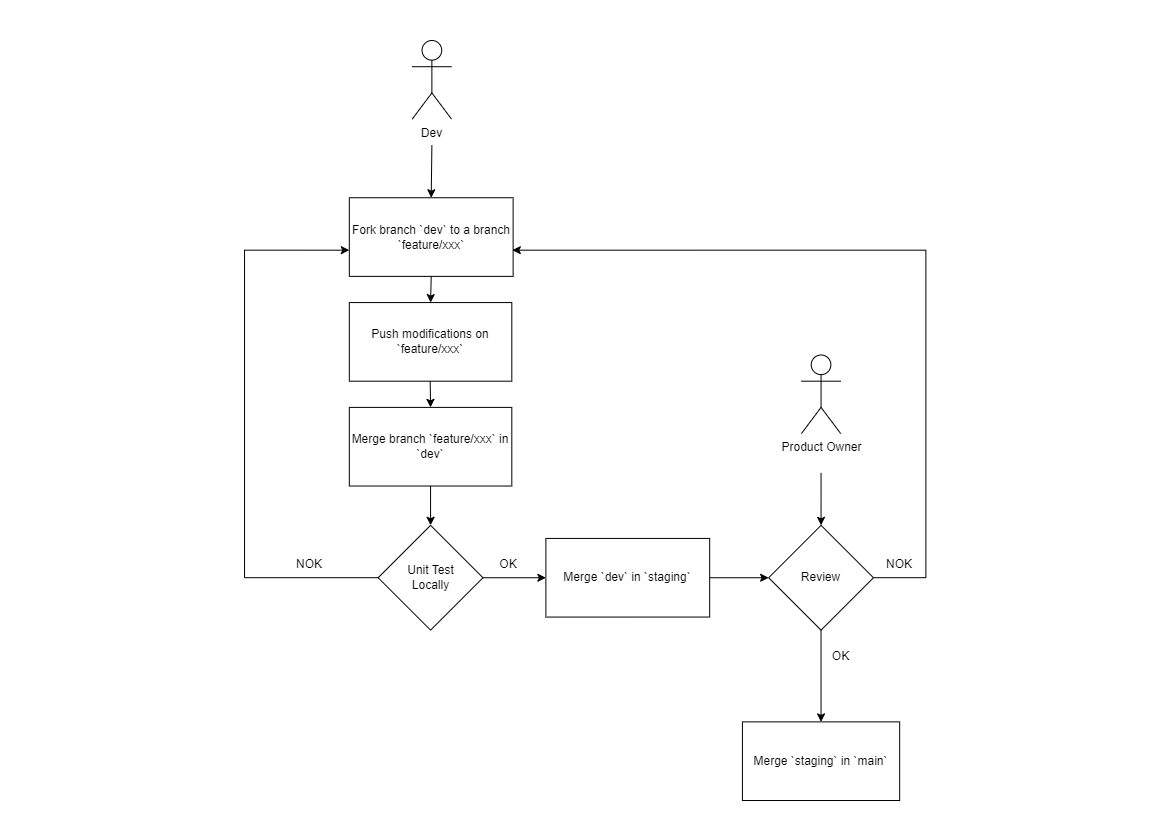 Dev
Fork branch `dev` to a branch
`feature/xxx`
Push modifications on
`feature/xxx`
Merge branch `feature/xxx` in
`dev`
Product Owner
NOK
Unit Test
Locally
OK
Merge `dev` in `staging`
Review
NOK
OK
Merge `staging` in `main`